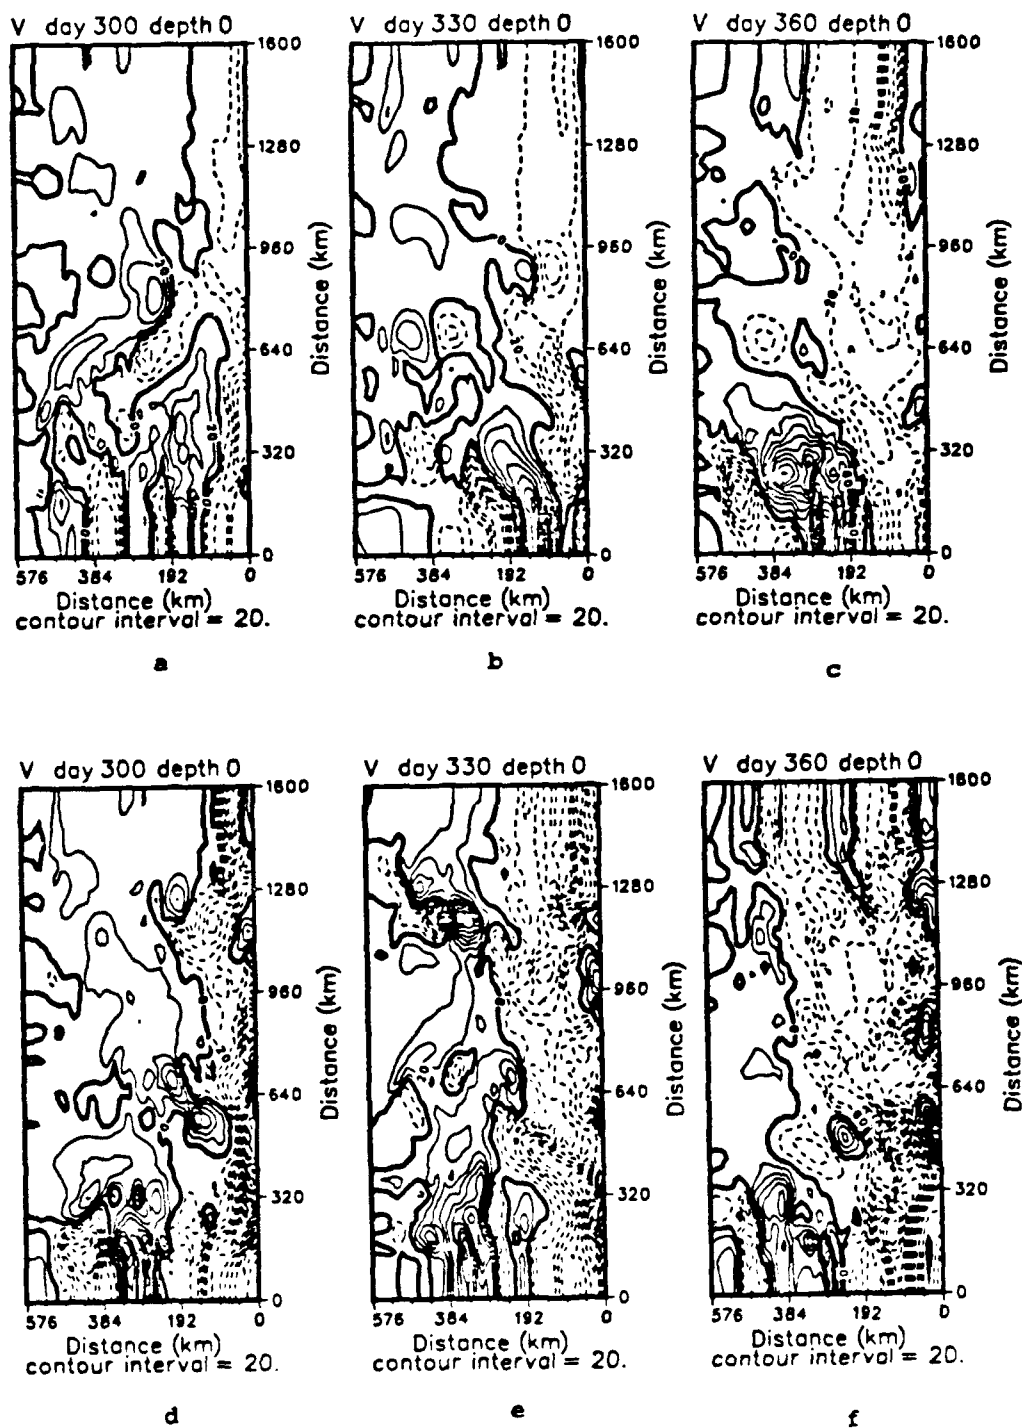 V day 300 depth 0
V day 330 depth 0
V day 360 depth 0
1600
1280
960
640
320
0
Distance (km)
576 384 192 0
Distance (km)
contour interval = 20.
a
1600
1280
960
640
320
0
Distance (km)
576 384 192 0
Distance (km)
contour interval = 20.
b
1600
1280
960
640
320
0
Distance (km)
576 384 192 0
Distance (km)
contour interval = 20.
c
V day 300 depth 0
V day 330 depth 0
V day 360 depth 0
1600
1280
960
640
320
0
Distance (km)
576 384 192 0
Distance (km)
contour interval = 20.
d
1600
1280
960
640
320
0
Distance (km)
576 384 192 0
Distance (km)
contour interval = 20.
e
1600
1280
960
640
320
0
Distance (km)
576 384 192 0
Distance (km)
contour interval = 20.
f